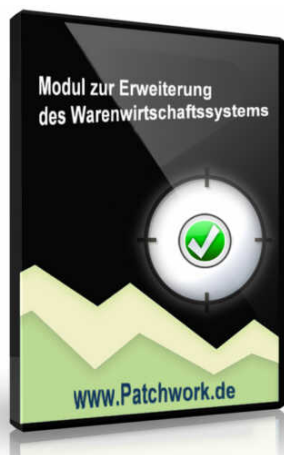 Modul zur Erweiterung
des Warenwirtschaftssystems
www.Patchwork.de